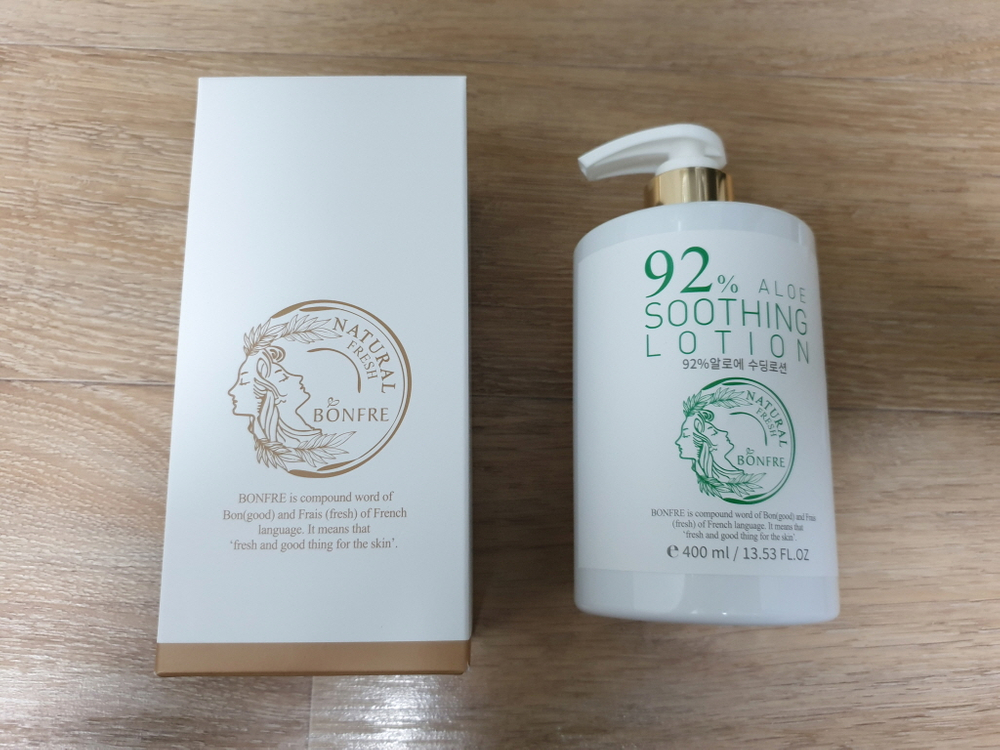 NATURAL
FRESH
BONFRE
BONFRE is compound word of
Bon(good) and Frais (fresh) of French
language. It means that
‘fresh and good thing for the skin’.
92% ALOE
SOOTHING
LOTION
92%알로에 수딩로션
NATURAL
FRESH
BONFRE
BONFRE is compound word of Bon(good) and Frais
(fresh) of French language. It means that
‘fresh and good thing for the skin’.
℮ 400 ml / 13.53 FL.OZ